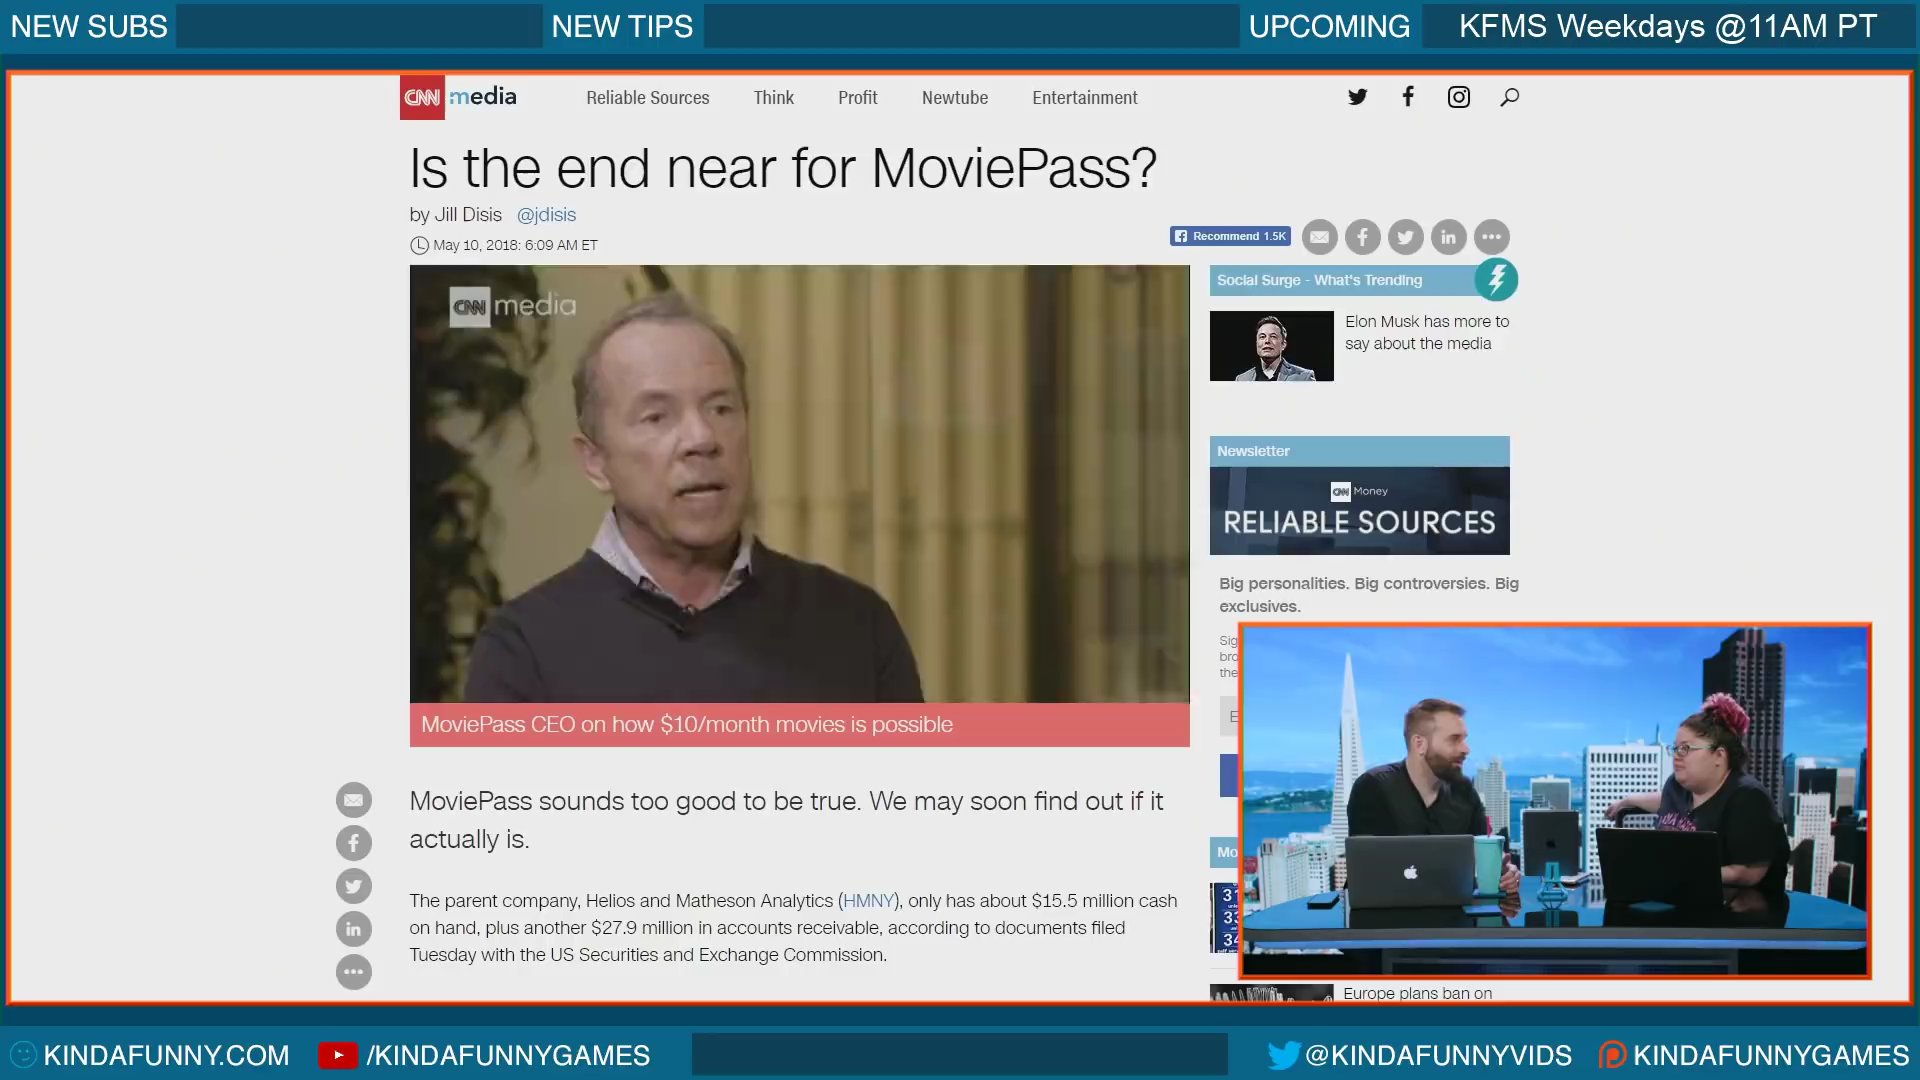 NEW SUBS
NEW TIPS
UPCOMING
KFMS Weekdays @11AM PT
CNN media
Reliable Sources
Think
Profit
Newtube
Entertainment
Is the end near for MoviePass?
by Jill Disis @jdisis
May 10, 2018: 6:09 AM ET
Recommend 1.5K
CNN media
MoviePass CEO on how $10/month movies is possible
Social Surge - What's Trending
Elon Musk has more to
say about the media
Newsletter
CNN Money
RELIABLE SOURCES
Big personalities. Big controversies. Big
exclusives.
MoviePass sounds too good to be true. We may soon find out if it
actually is.
The parent company, Helios and Matheson Analytics (HMNY), only has about $15.5 million cash
on hand, plus another $27.9 million in accounts receivable, according to documents filed
Tuesday with the US Securities and Exchange Commission.
Europe plans ban on
KINDAFUNNY.COM
/KINDAFUNNYGAMES
@KINDAFUNNYVIDS
KINDAFUNNYGAMES